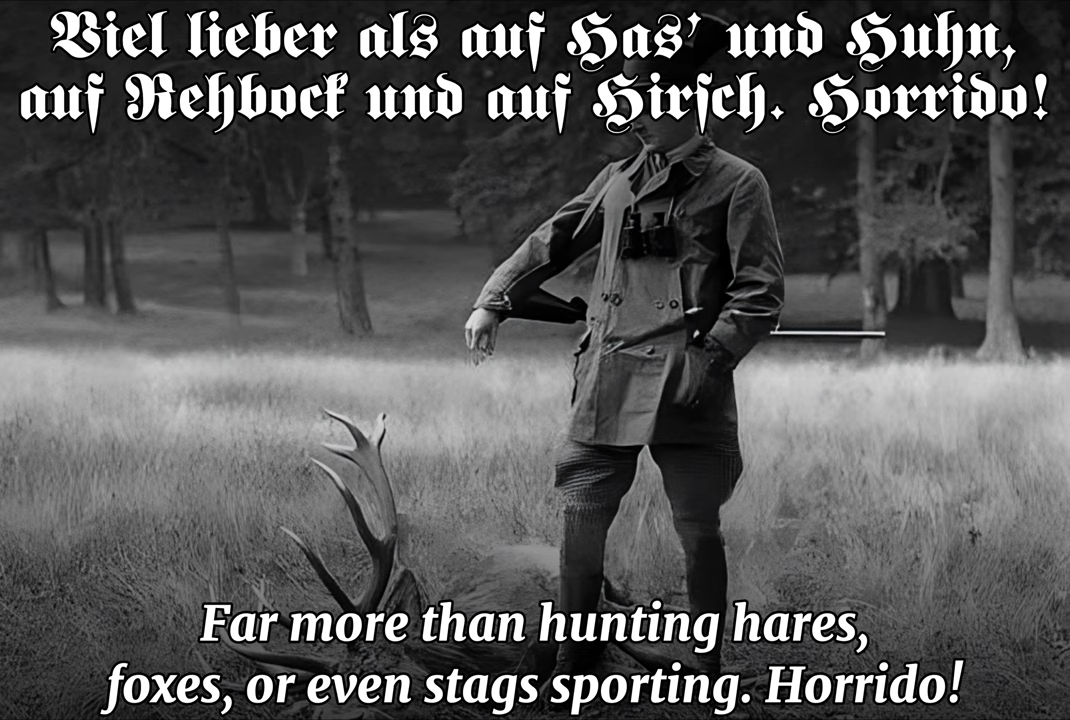 Viel lieber als auf Has’ und Huhn,
auf Rehbock und auf Hirsch. Horrido!
Far more than hunting hares,
foxes, or even stags sporting. Horrido!